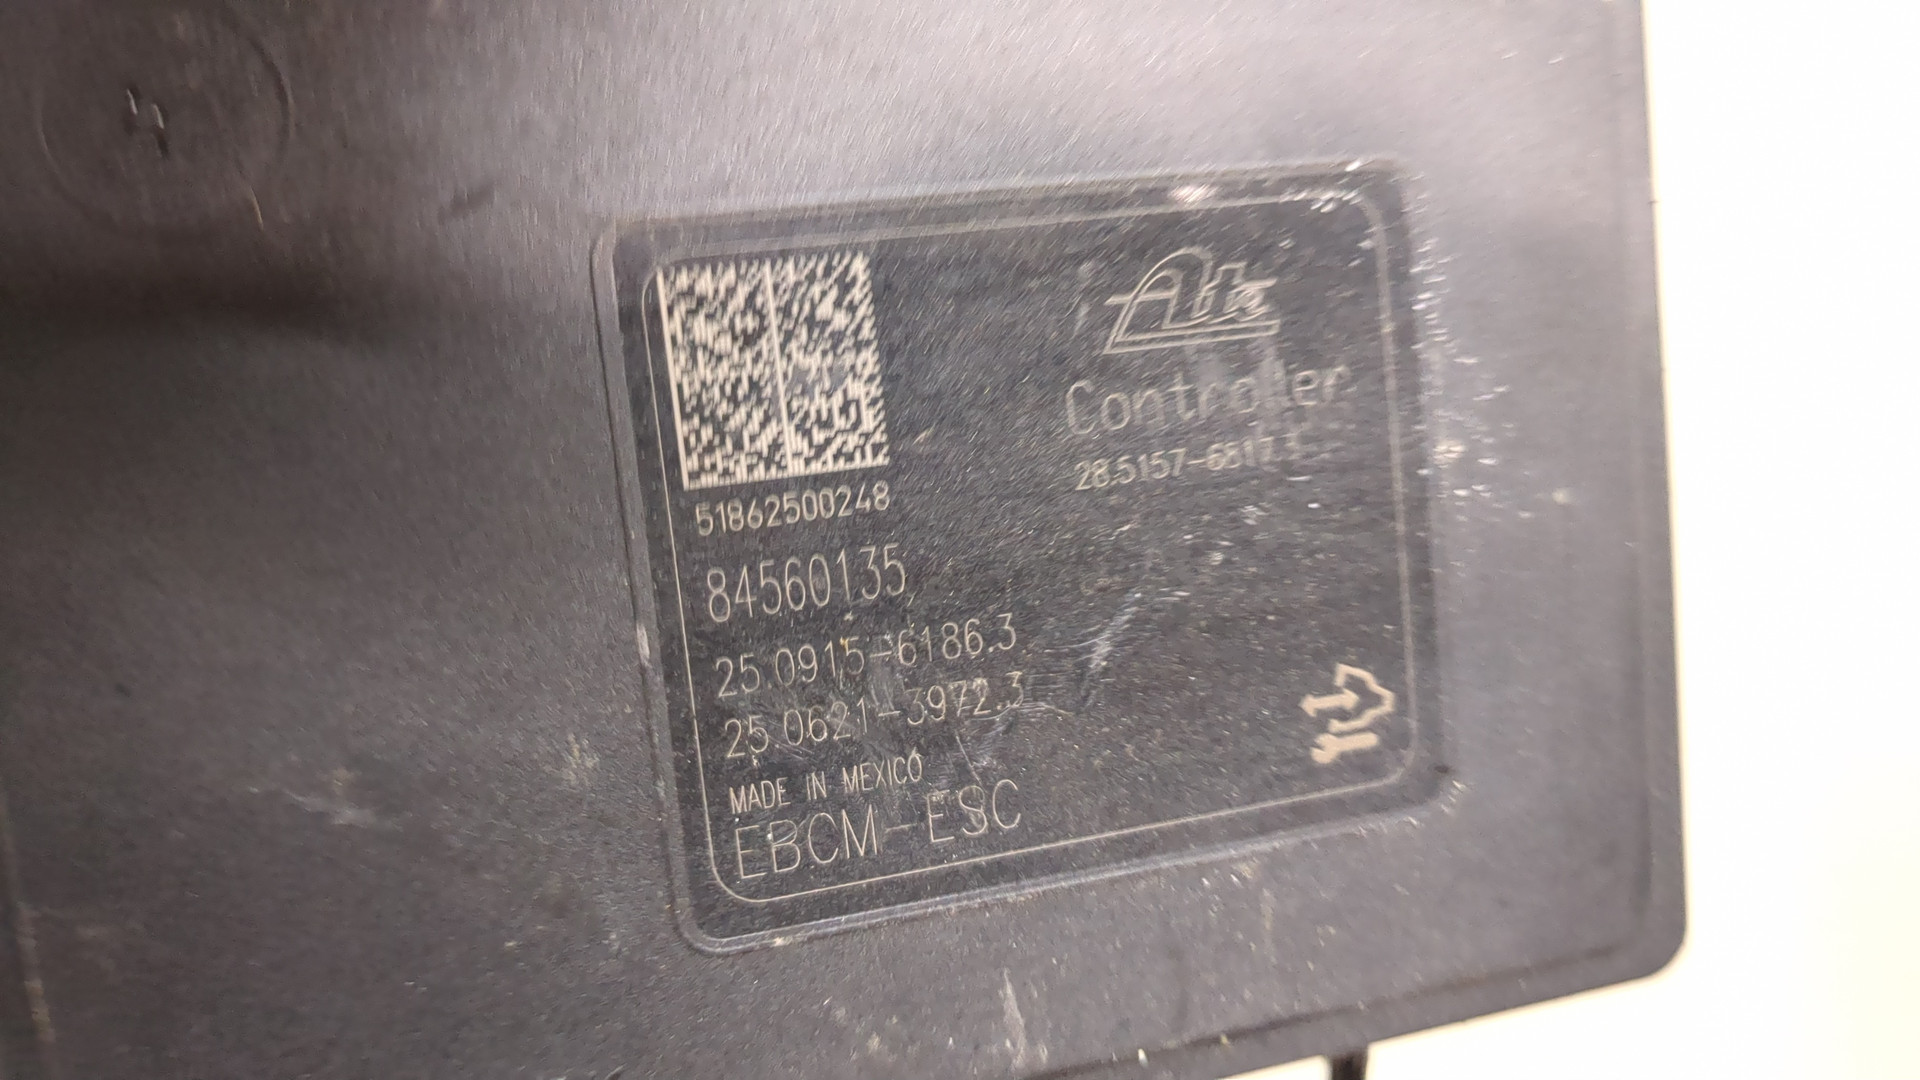 Ate
Controller
51862500248
84560135
25.0915-6186.3
25.0621-3972.3
MADE IN MEXICO
EBCM-ESC